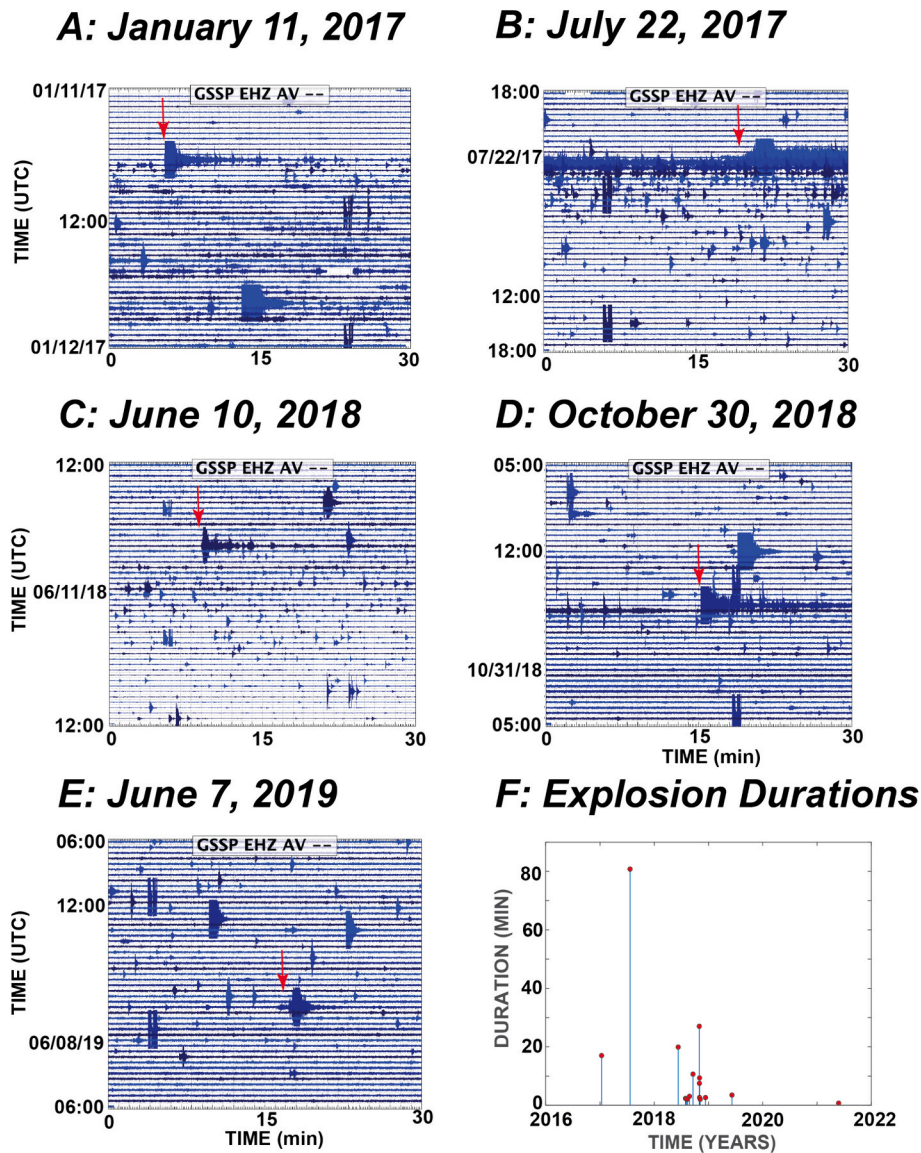 A: January 11, 2017
B: July 22, 2017
01/11/17
GSSP EHZ AV --
TIME (UTC)
12:00
01/12/17
0
15
30
18:00
GSSP EHZ AV --
07/22/17
12:00
18:00
0
15
30
C: June 10, 2018
D: October 30, 2018
12:00
GSSP EHZ AV --
TIME (UTC)
06/11/18
12:00
0
15
30
05:00
GSSP EHZ AV --
12:00
10/31/18
05:00
0
15
30
TIME (min)
E: June 7, 2019
F: Explosion Durations
06:00
GSSP EHZ AV --
12:00
TIME (UTC)
06/08/19
06:00
0
15
30
TIME (min)
80
60
40
20
0
DURATION (MIN)
2016
2018
2020
2022
TIME (YEARS)